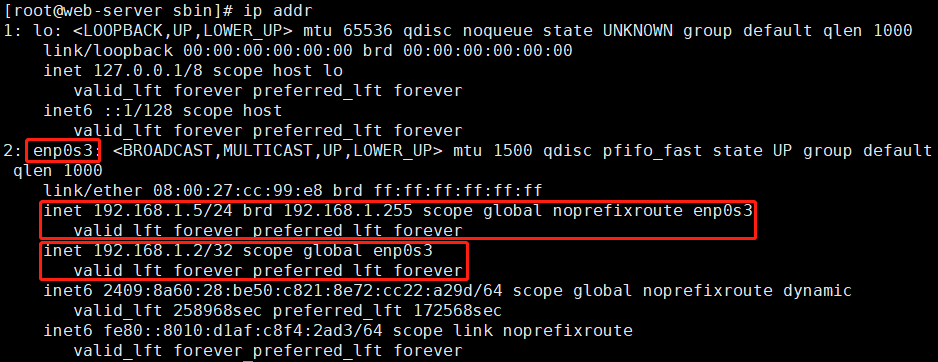 [root@web-server sbin]# ip addr
1: lo: <LOOPBACK,UP,LOWER_UP> mtu 65536 qdisc noqueue state UNKNOWN group default qlen 1000
    link/loopback 00:00:00:00:00:00 brd 00:00:00:00:00:00
    inet 127.0.0.1/8 scope host lo
       valid_lft forever preferred_lft forever
    inet6 ::1/128 scope host
       valid_lft forever preferred_lft forever
2: enp0s3: <BROADCAST,MULTICAST,UP,LOWER_UP> mtu 1500 qdisc pfifo_fast state UP group default
 qlen 1000
    link/ether 08:00:27:cc:99:e8 brd ff:ff:ff:ff:ff:ff
    inet 192.168.1.5/24 brd 192.168.1.255 scope global noprefixroute enp0s3
       valid_lft forever preferred_lft forever
    inet 192.168.1.2/32 scope global enp0s3
       valid_lft forever preferred_lft forever
    inet6 2409:8a60:28:be50:c821:8e72:cc22:a29d/64 scope global noprefixroute dynamic
       valid_lft 258968sec preferred_lft 172568sec
    inet6 fe80::8010:d1af:c8f4:2ad3/64 scope link noprefixroute
       valid_lft forever preferred_lft forever